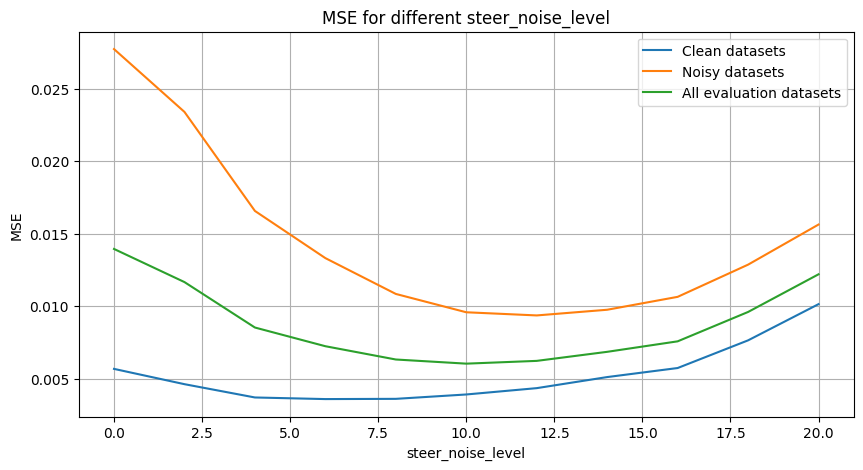 MSE for different steer_noise_level
Clean datasets
Noisy datasets
All evaluation datasets
MSE
0.025
0.020
0.015
0.010
0.005
0.0
2.5
5.0
7.5
10.0
12.5
15.0
17.5
20.0
steer_noise_level